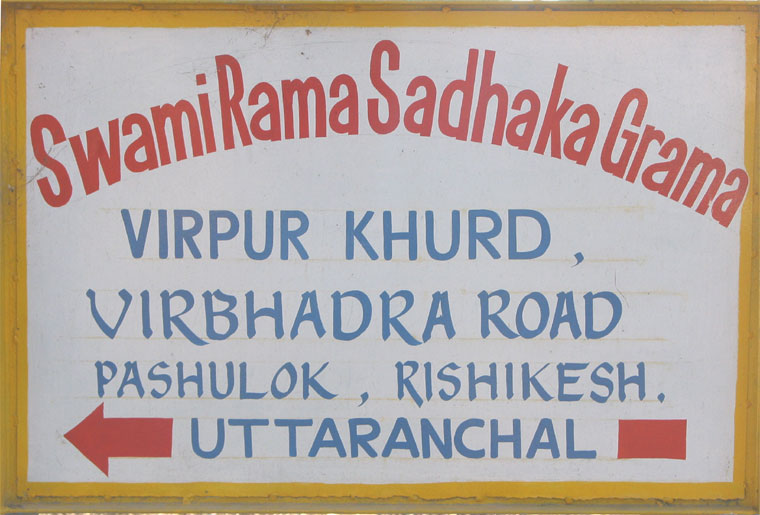 Swami Rama Sadhaka Grama
VIRPUR KHURD,
VIRBHADRA ROAD
PASHULOK, RISHIKESH.
UTTARANCHAL